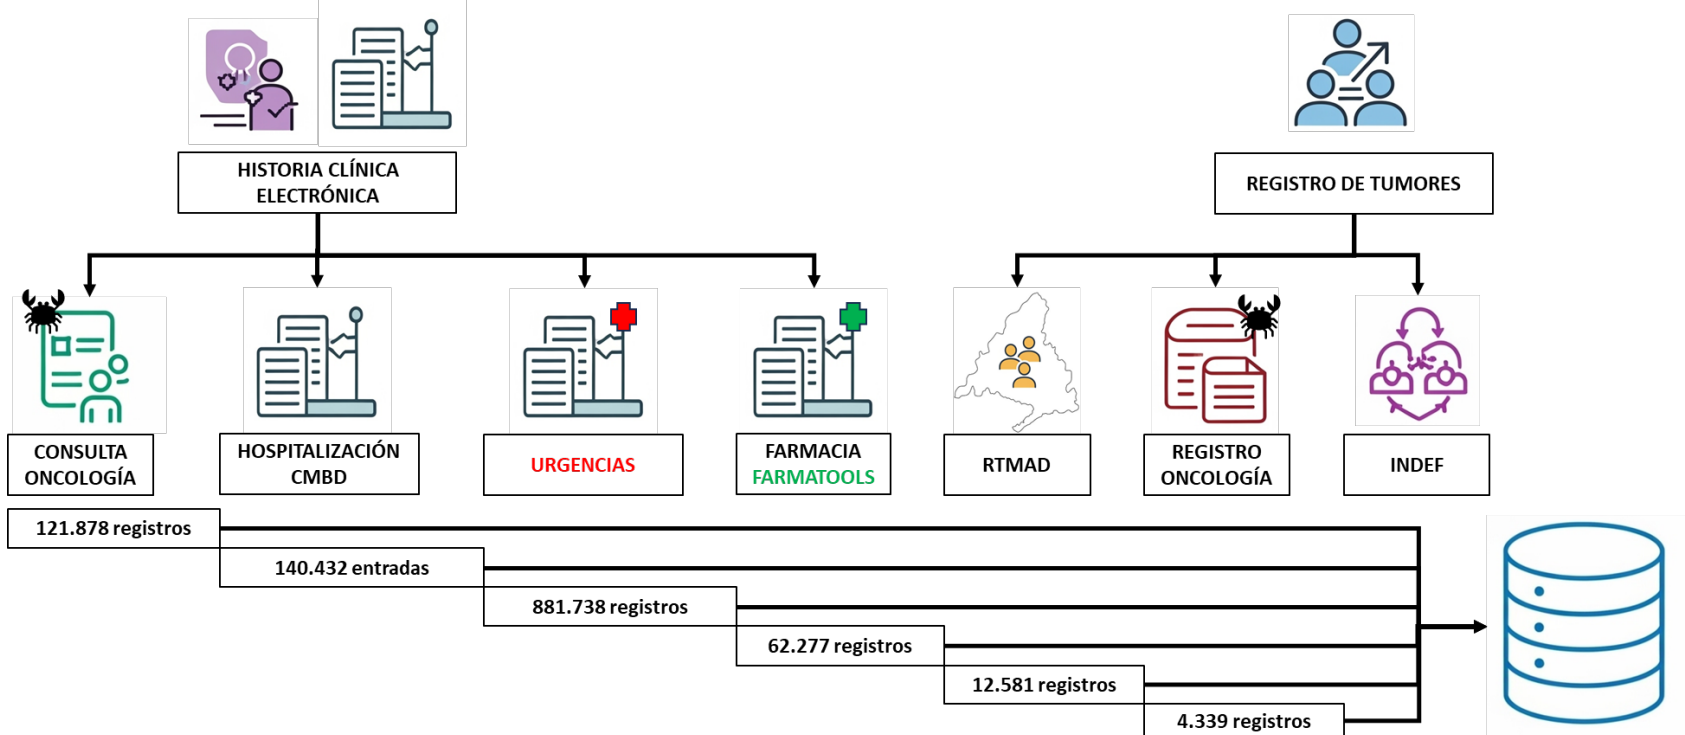 HISTORIA CLÍNICA
ELECTRÓNICA
REGISTRO DE TUMORES
CONSULTA
ONCOLOGÍA
HOSPITALIZACIÓN
CMBD
URGENCIAS
FARMACIA
FARMATOOLS
RTMAD
REGISTRO
ONCOLOGÍA
INDEF
121.878 registros
140.432 entradas
881.738 registros
62.277 registros
12.581 registros
4.339 registros